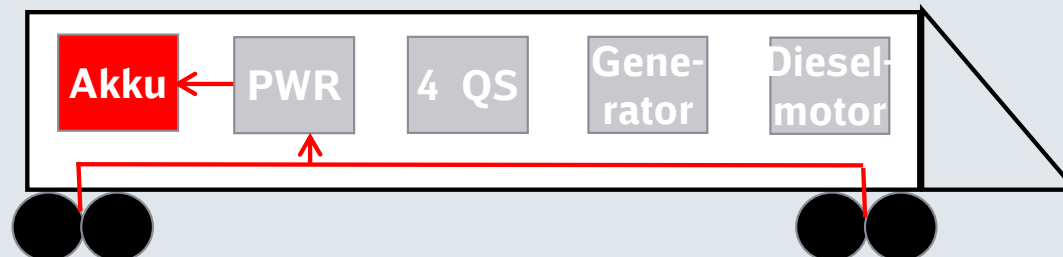 Akku
PWR
4 QS
Gene-
rator
Diesel-
motor